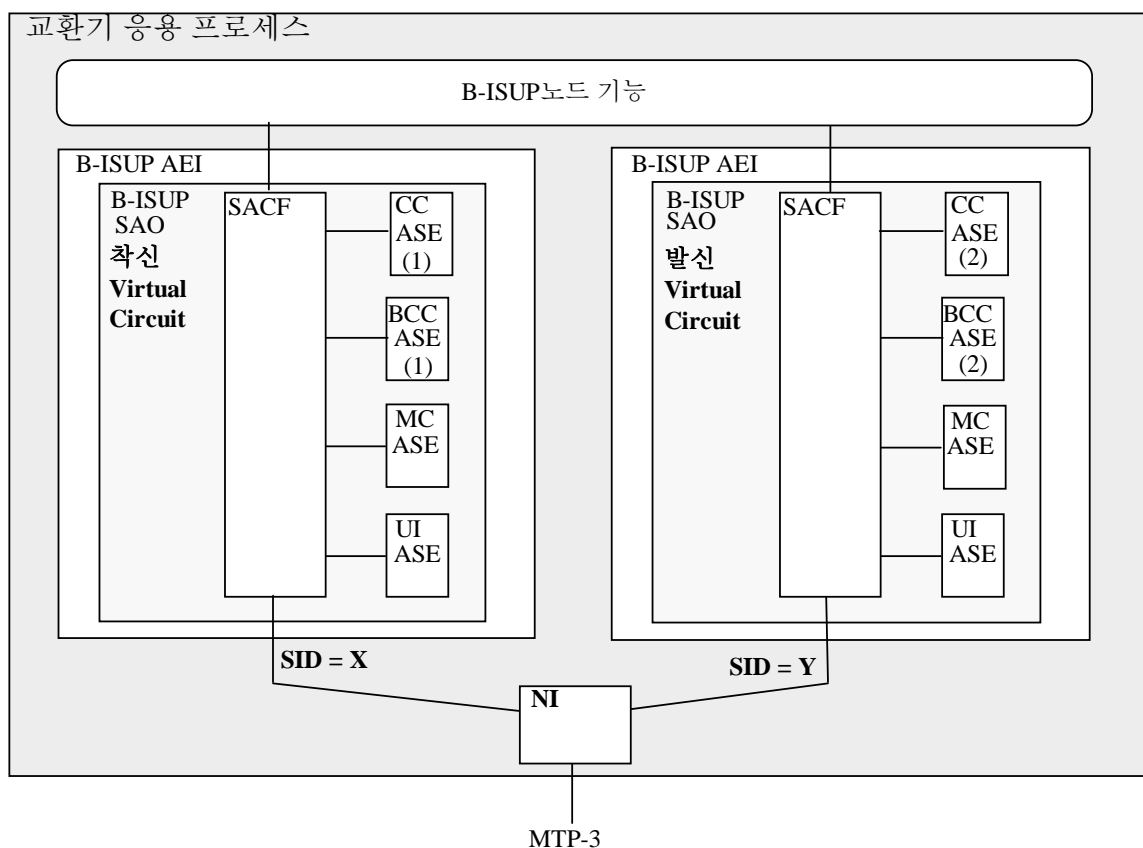 교환기 응용 프로세스
B-ISUP노드 기능
B-ISUP AEI
B-ISUP
SAO
착신
Virtual
Circuit
SACF
CC
ASE
(1)
BCC
ASE
(1)
MC
ASE
UI
ASE
SID = X
B-ISUP AEI
B-ISUP
SAO
발신
Virtual
Circuit
SACF
CC
ASE
(2)
BCC
ASE
(2)
MC
ASE
UI
ASE
SID = Y
NI
MTP-3